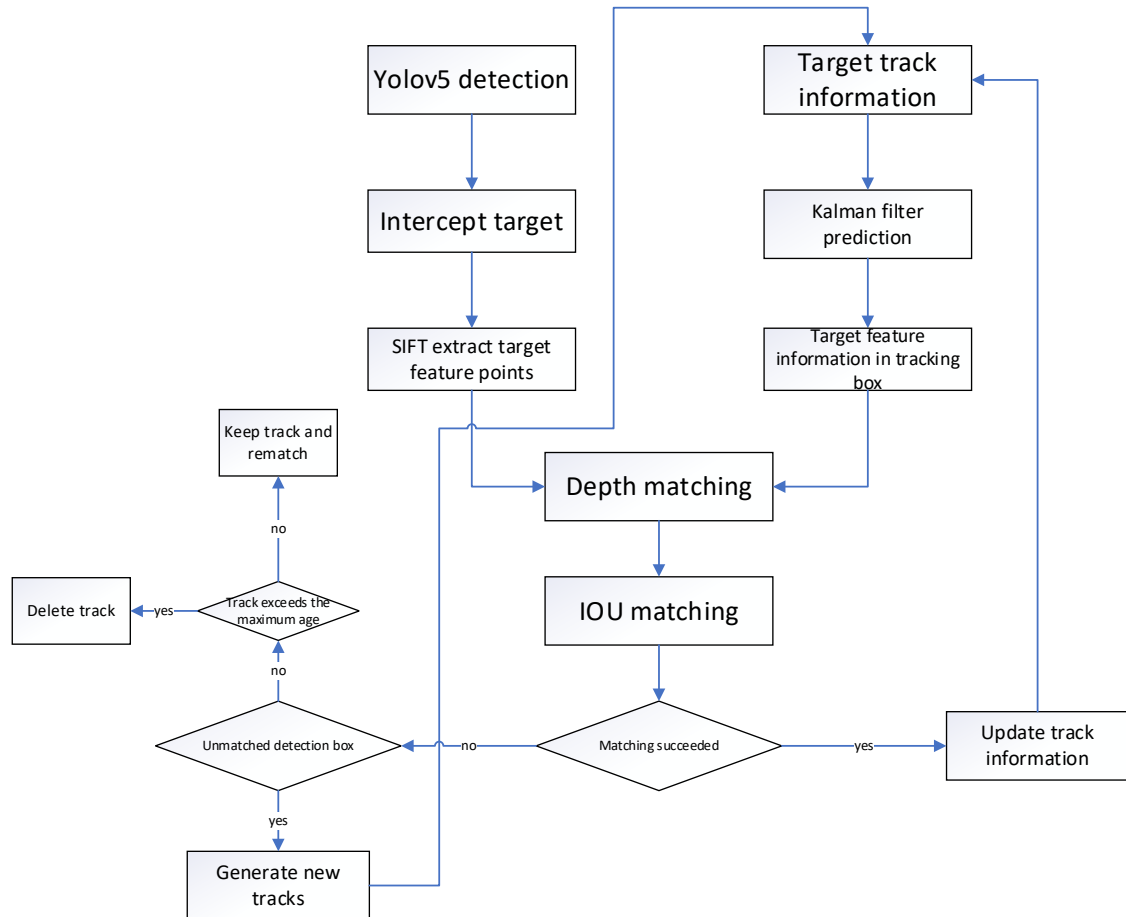 Yolov5 detection
Target track
information
Intercept target
Kalman filter
prediction
SIFT extract target
feature points
Target feature
information in tracking
box
Keep track and
rematch
Depth matching
no
Delete track
yes
Track exceeds the
maximum age
IOU matching
no
Unmatched detection box
no
Matching succeeded
yes
Update track
information
yes
Generate new
tracks